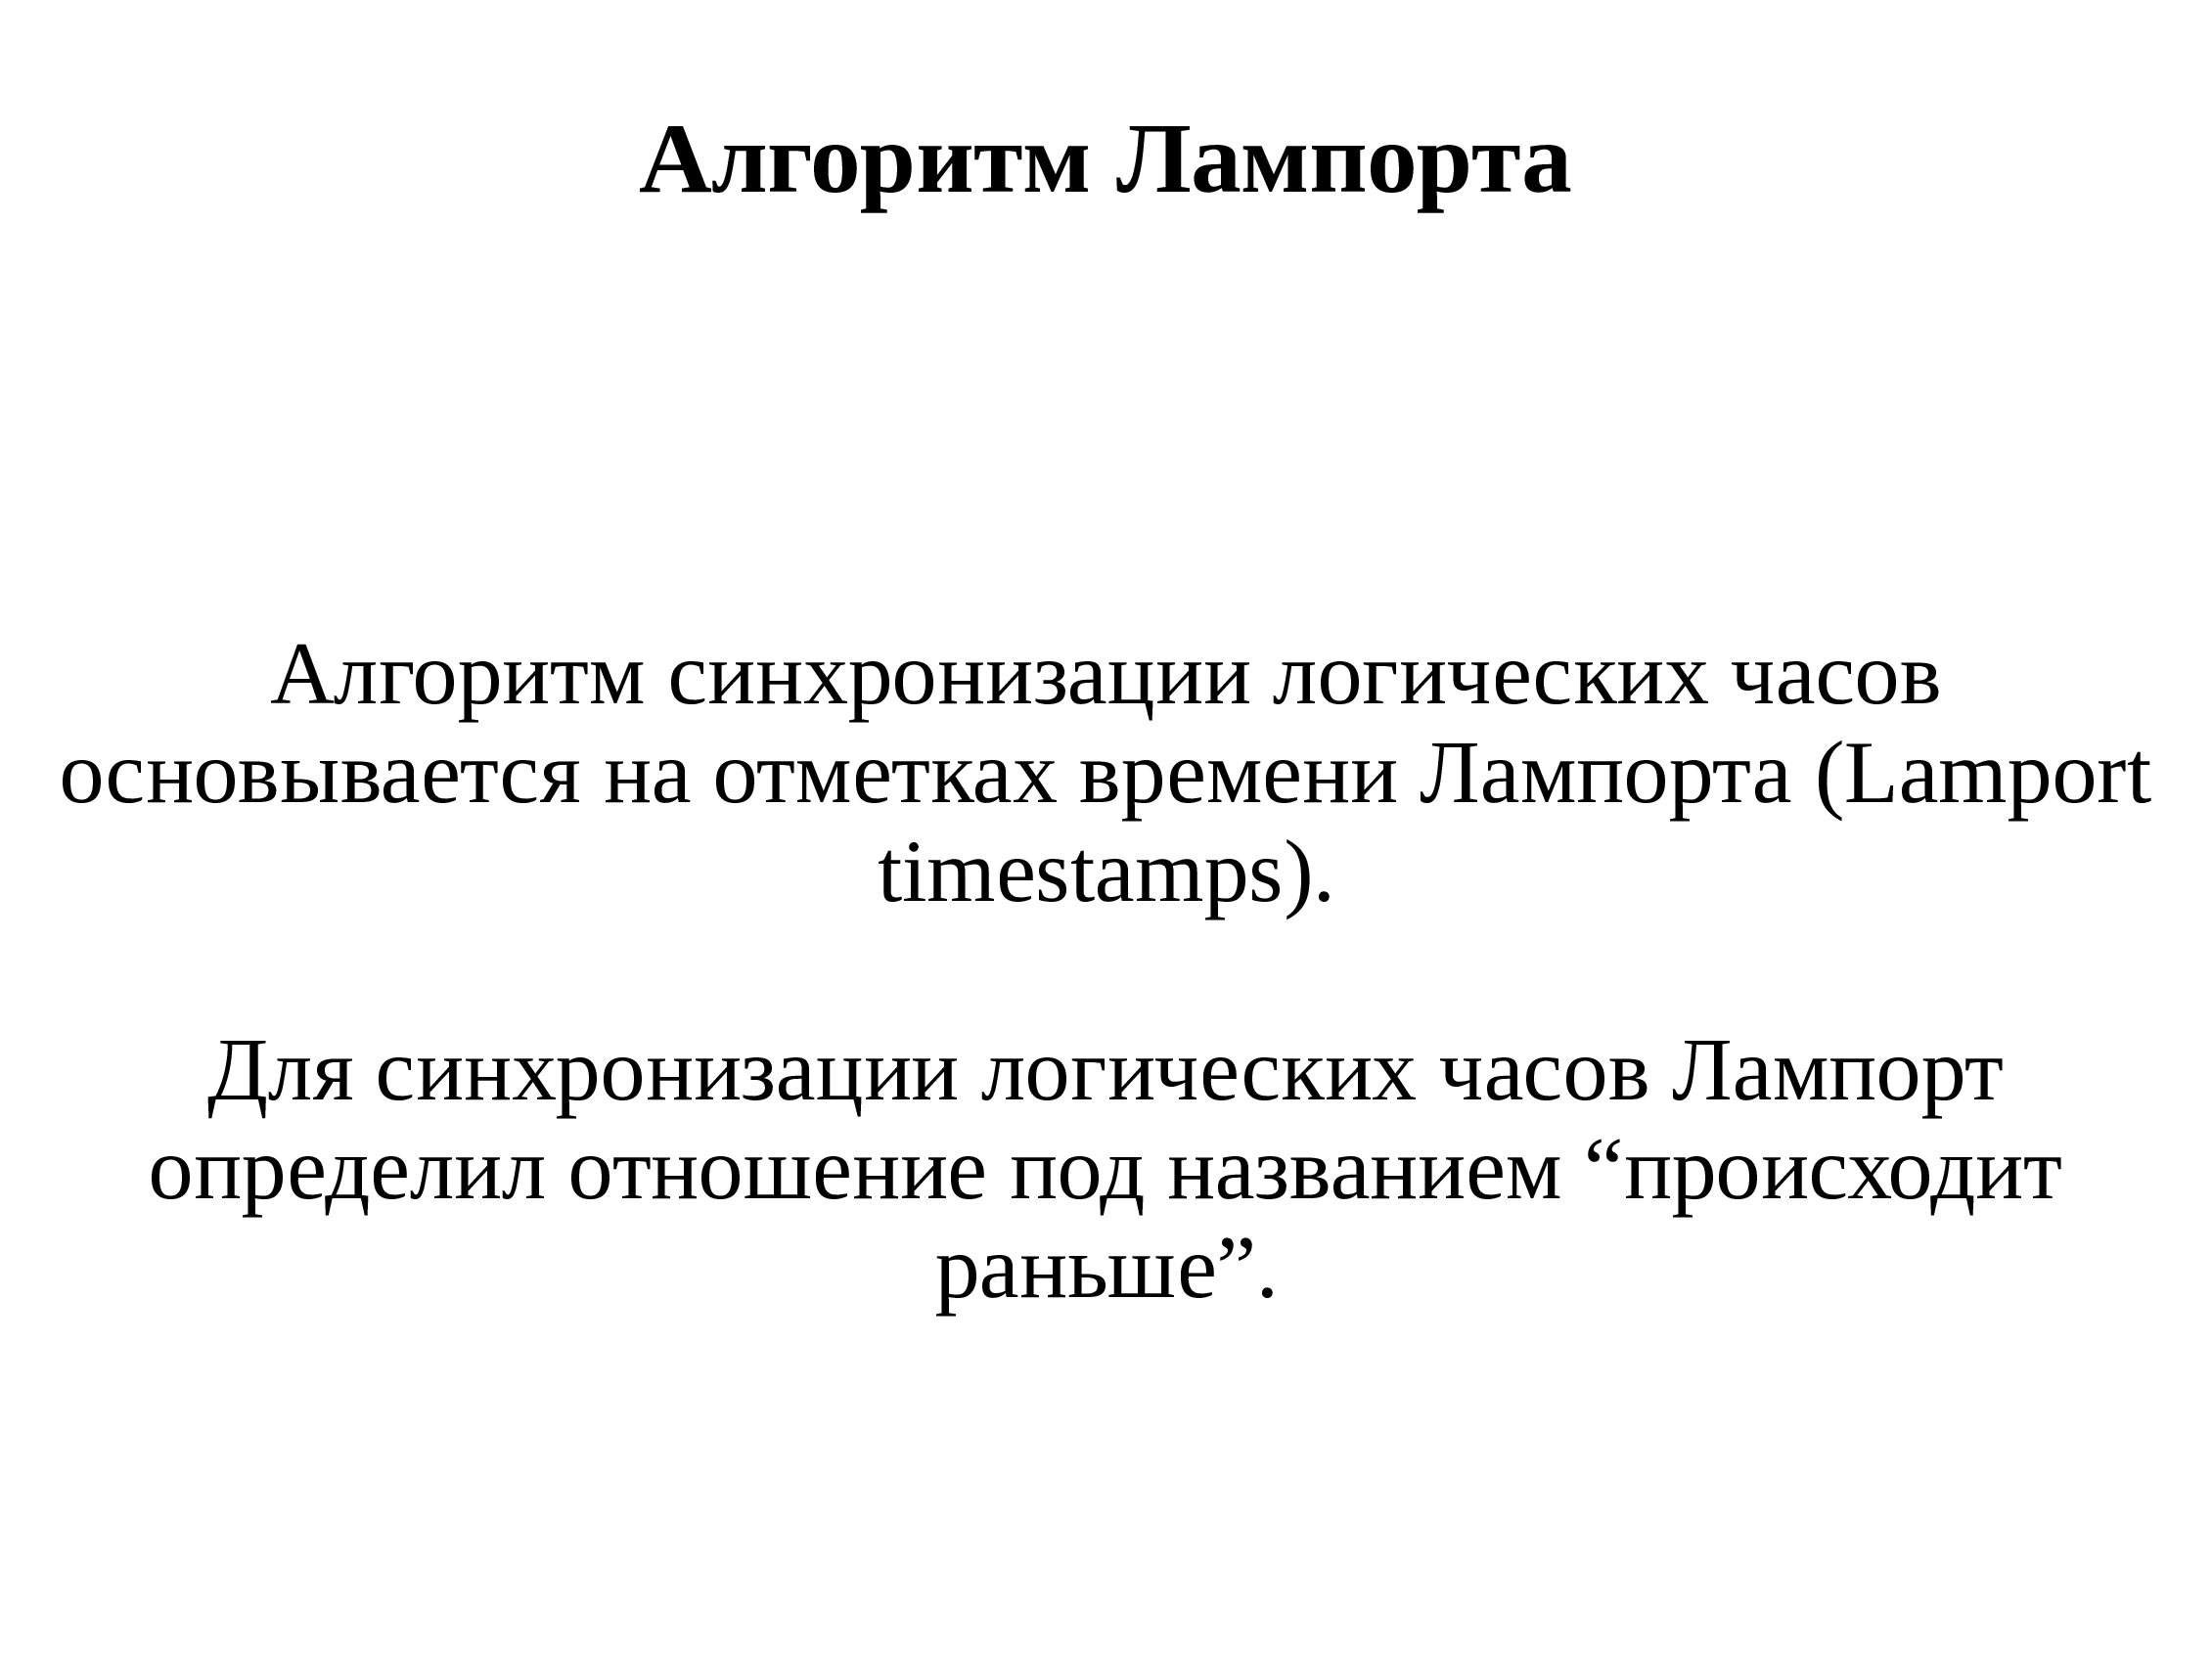 Алгоритм Лампорта
Алгоритм синхронизации логических часов
основывается на отметках времени Лампорта (Lamport
timestamps).
Для синхронизации логических часов Лампорт
определил отношение под названием “происходит
раньше”.